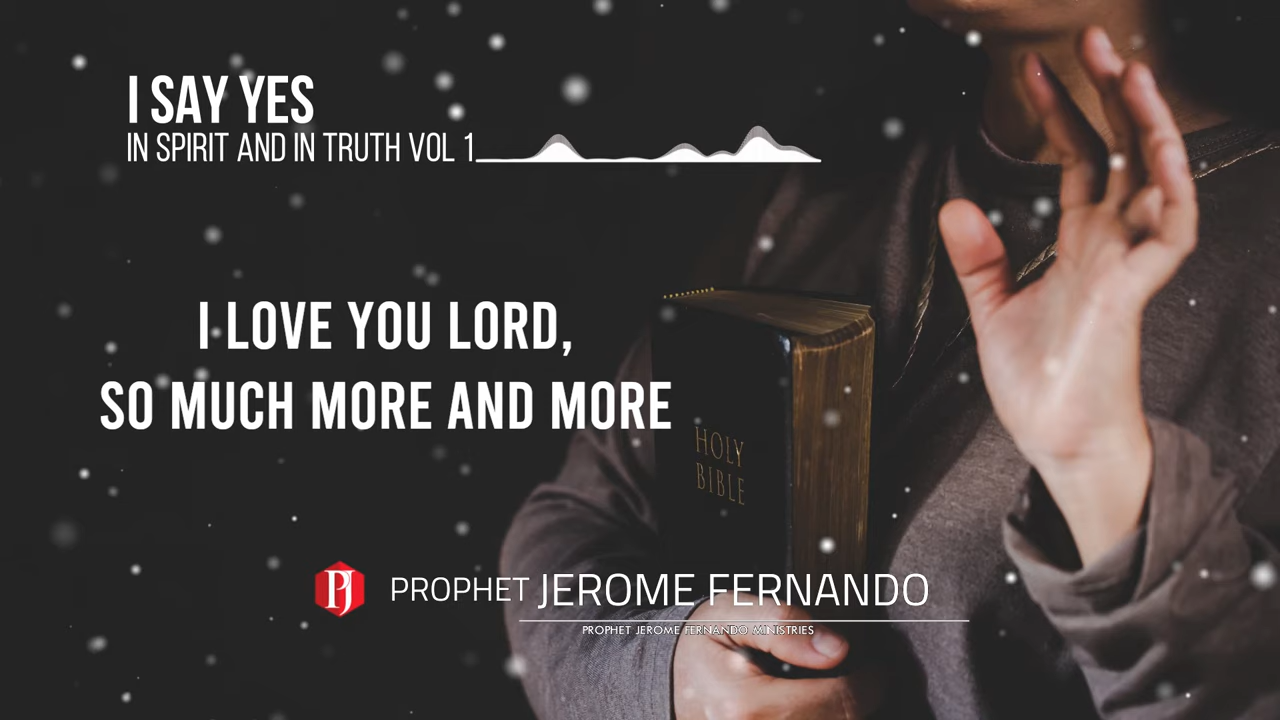 I SAY YES
IN SPIRIT AND IN TRUTH VOL 1
I LOVE YOU LORD,
SO MUCH MORE AND MORE
HOLY
BIBLE
PJ
PROPHET JEROME FERNANDO
PROPHET JEROME FERNANDO MINISTRIES